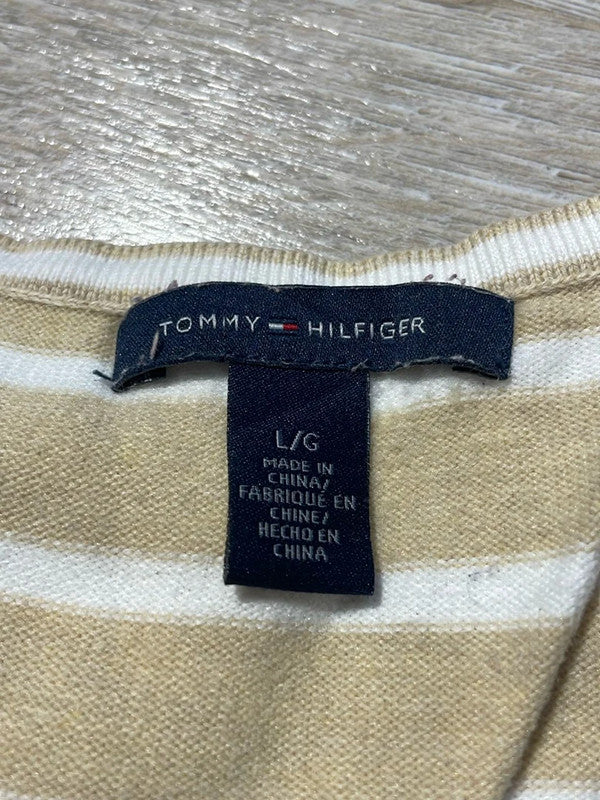 TOMMY HILFIGER
L/G
MADE IN
CHINA/
FABRIQUÉ EN
CHINE/
HECHO EN
CHINA